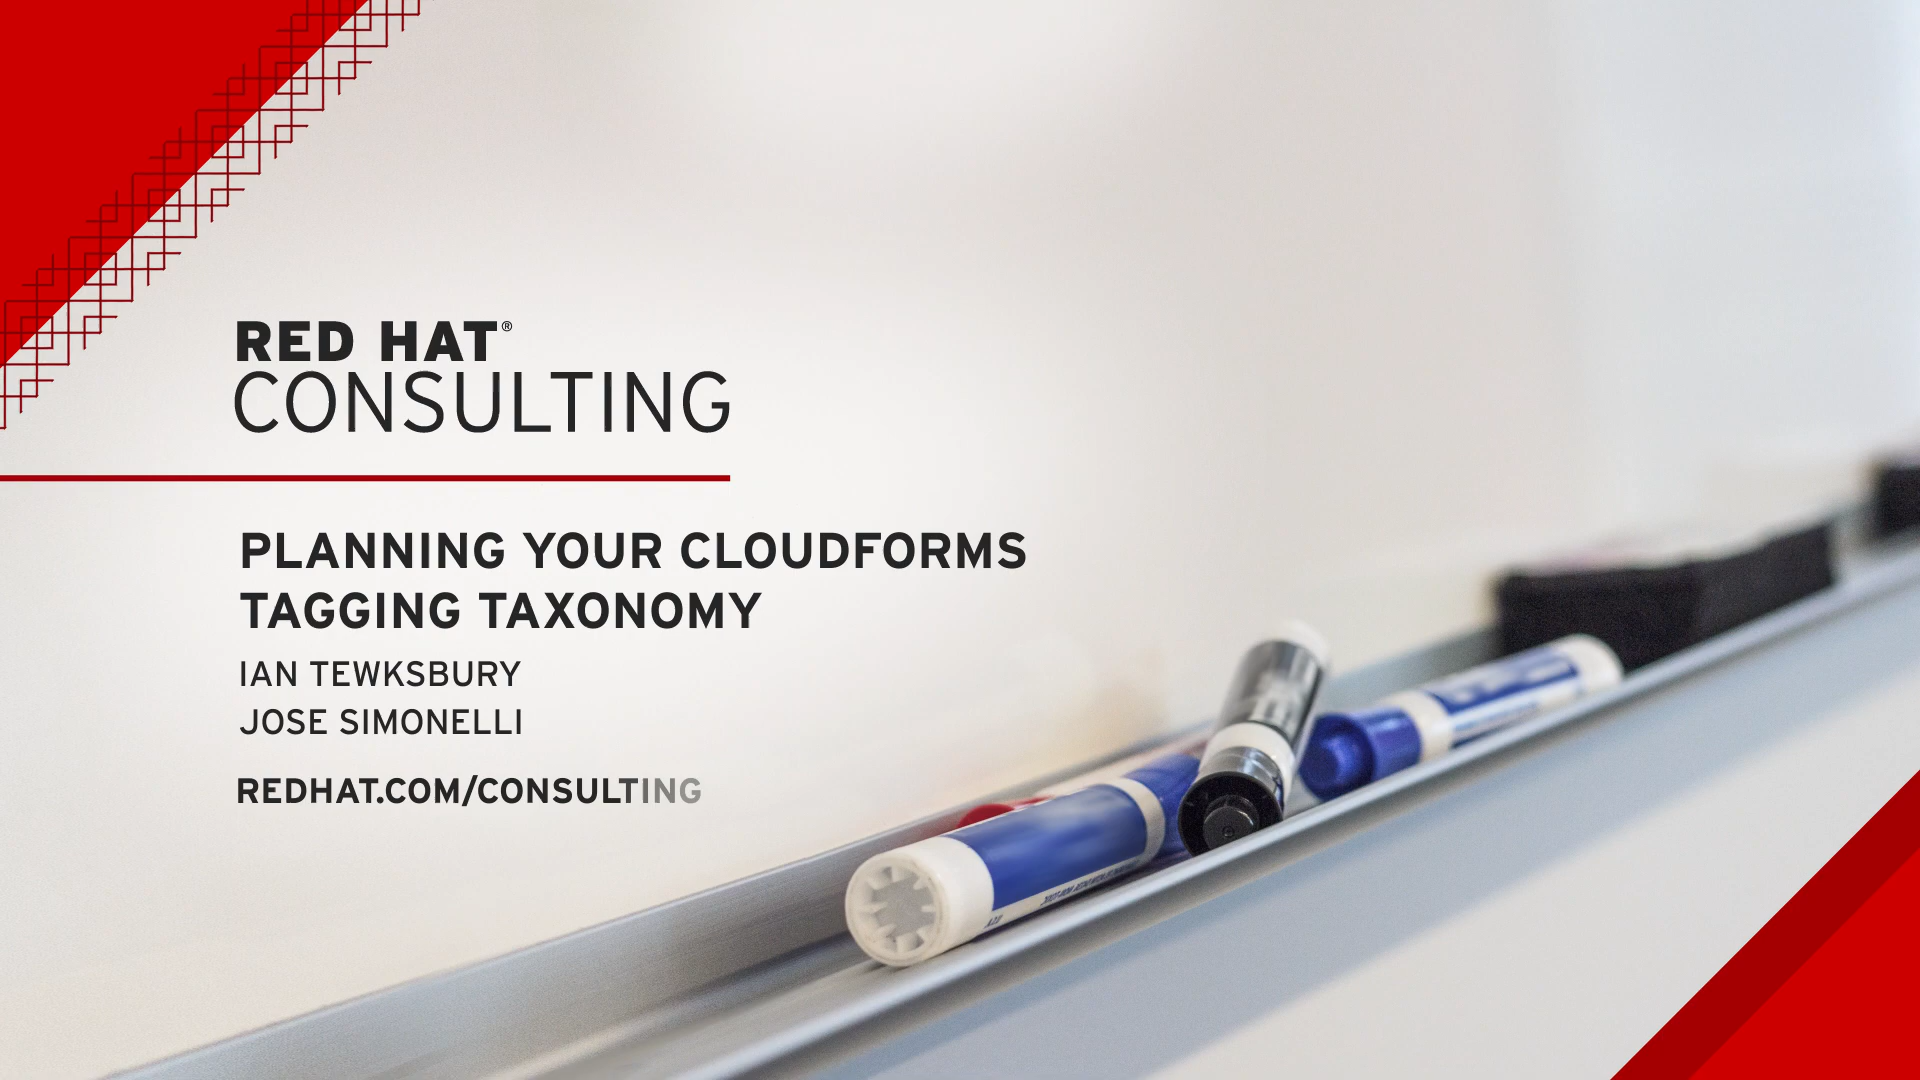 RED HAT®
CONSULTING
PLANNING YOUR CLOUDFORMS
TAGGING TAXONOMY
IAN TEWKSBURY
JOSE SIMONELLI
REDHAT.COM/CONSULTING